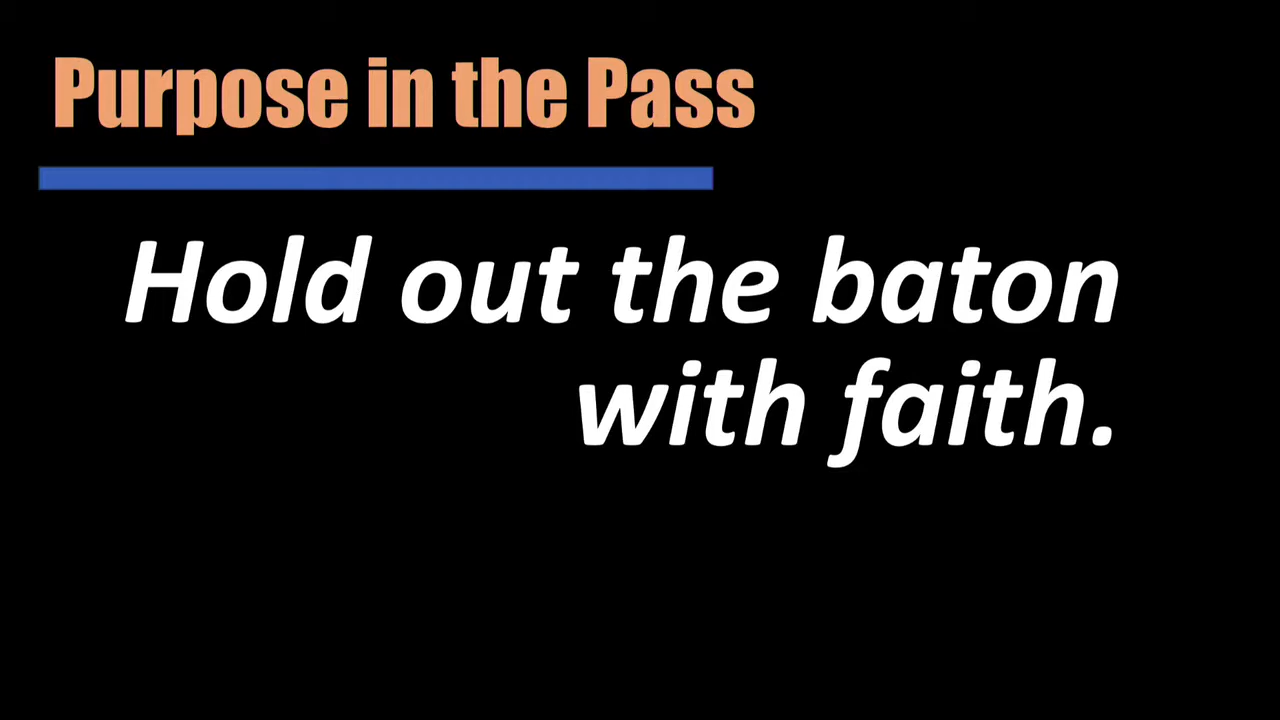 Purpose in the Pass
Hold out the baton
with faith.